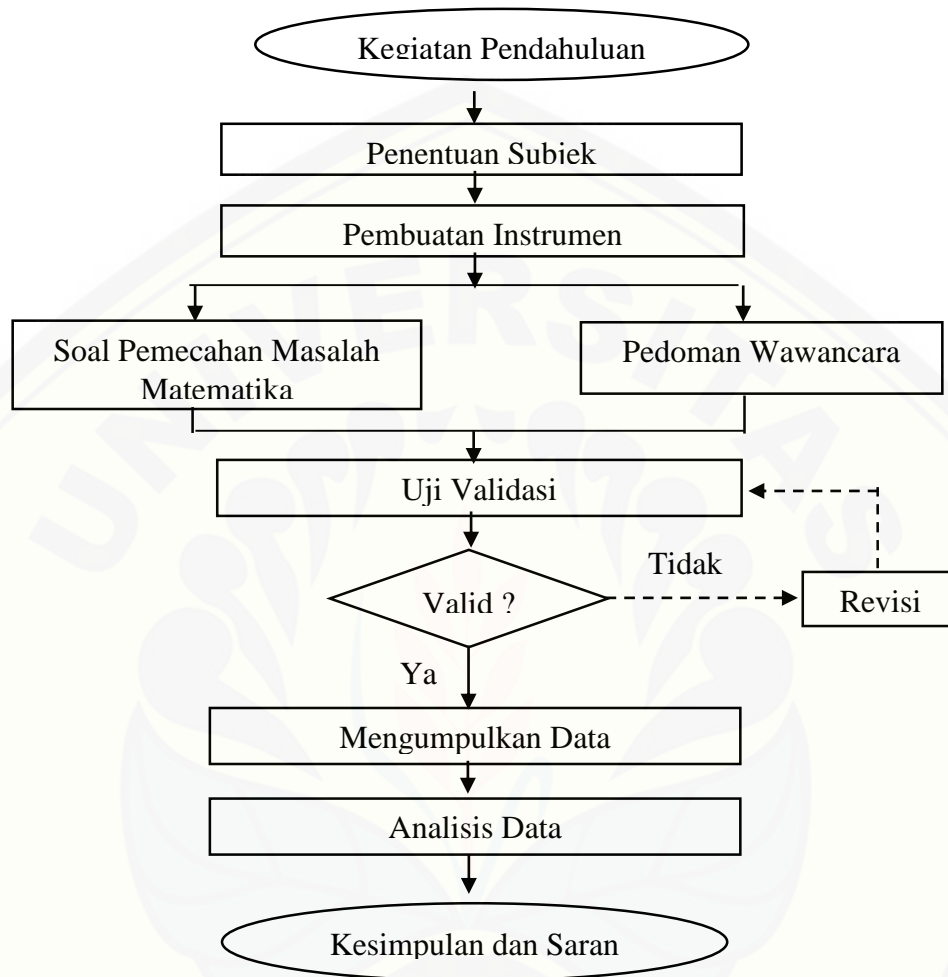 Kegiatan Pendahuluan
Penentuan Subjek
Pembuatan Instrumen
Soal Pemecahan Masalah
Matematika
Pedoman Wawancara
Uji Validasi
Valid ?
Tidak
Revisi
Ya
Mengumpulkan Data
Analisis Data
Kesimpulan dan Saran
UNIVERSITAS